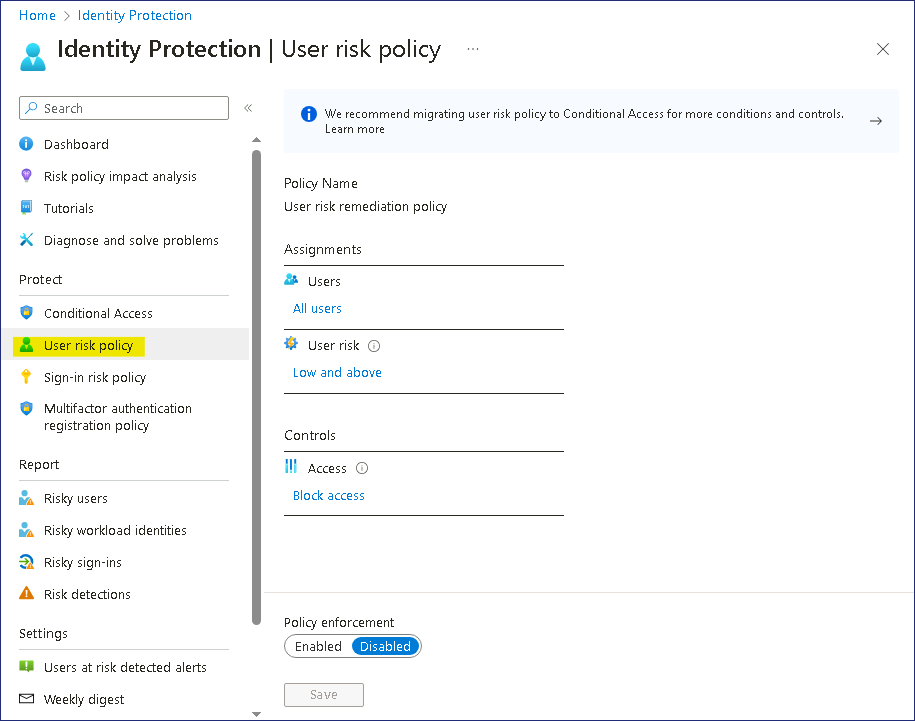 Home > Identity Protection
Identity Protection | User risk policy ...
Search
«
Dashboard
Risk policy impact analysis
Tutorials
Diagnose and solve problems
Protect
Conditional Access
User risk policy
Sign-in risk policy
Multifactor authentication
registration policy
Report
Risky users
Risky workload identities
Risky sign-ins
Risk detections
Settings
Users at risk detected alerts
Weekly digest
We recommend migrating user risk policy to Conditional Access for more conditions and controls.
Learn more
Policy Name
User risk remediation policy
Assignments
Users
All users
User risk
Low and above
Controls
Access
Block access
Policy enforcement
Enabled Disabled
Save